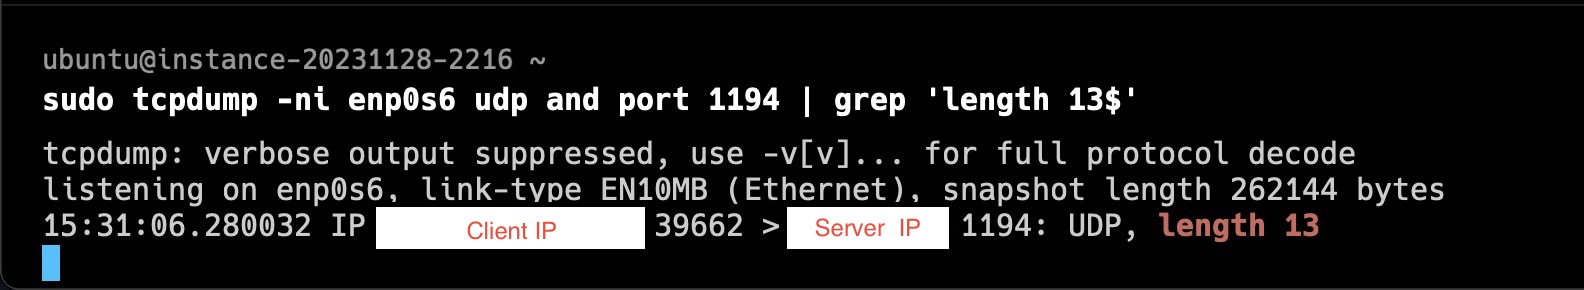 ubuntu@instance-20231128-2216 ~
sudo tcpdump -ni enp0s6 udp and port 1194 | grep 'length 13$'
tcpdump: verbose output suppressed, use -v[v]... for full protocol decode
listening on enp0s6, link-type EN10MB (Ethernet), snapshot length 262144 bytes
15:31:06.280032 IP Client IP 39662 > Server IP 1194: UDP, length 13